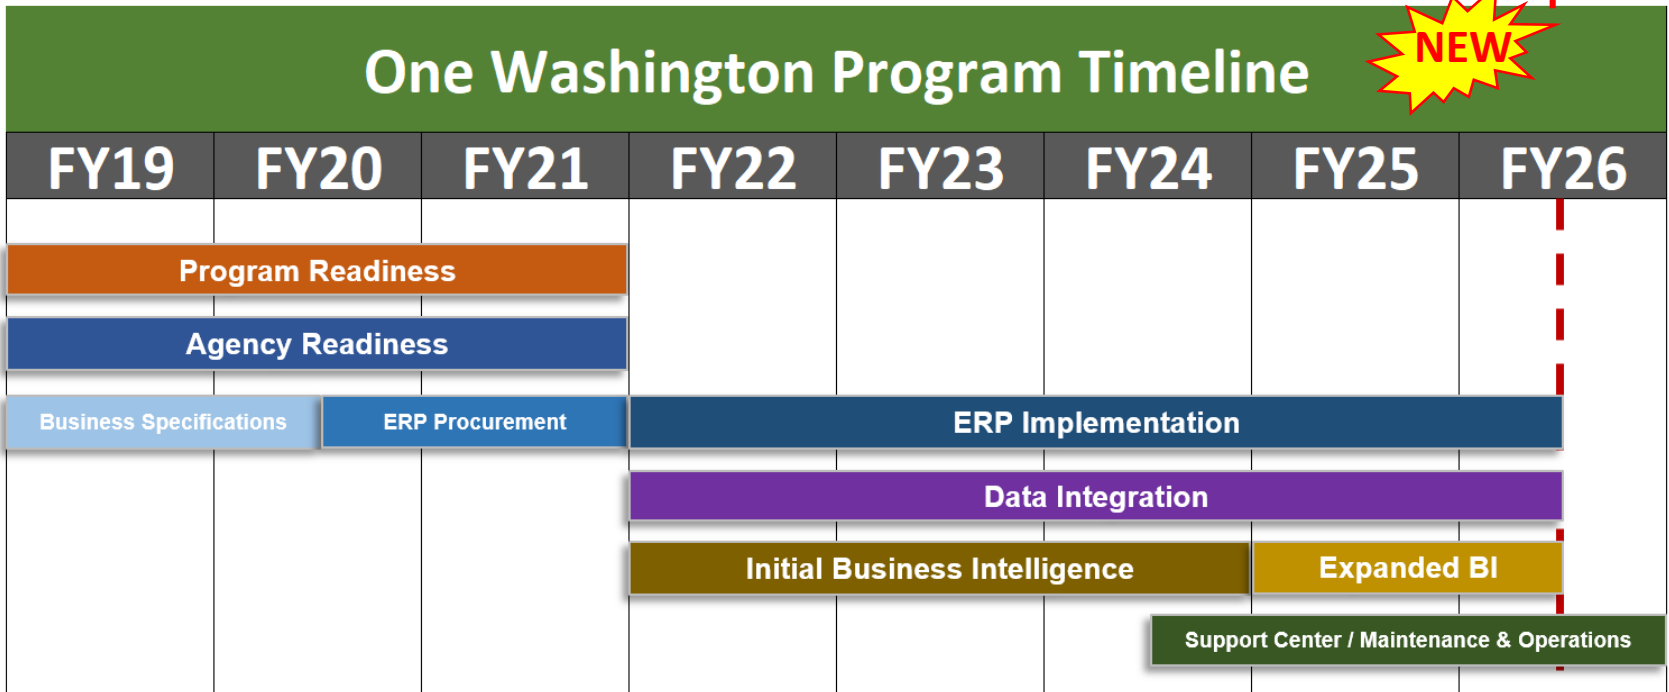 One Washington Program Timeline
NEW
FY19 FY20 FY21 FY22 FY23 FY24 FY25 FY26
Program Readiness
Agency Readiness
Business Specifications ERP Procurement ERP Implementation
Data Integration
Initial Business Intelligence Expanded BI
Support Center / Maintenance & Operations